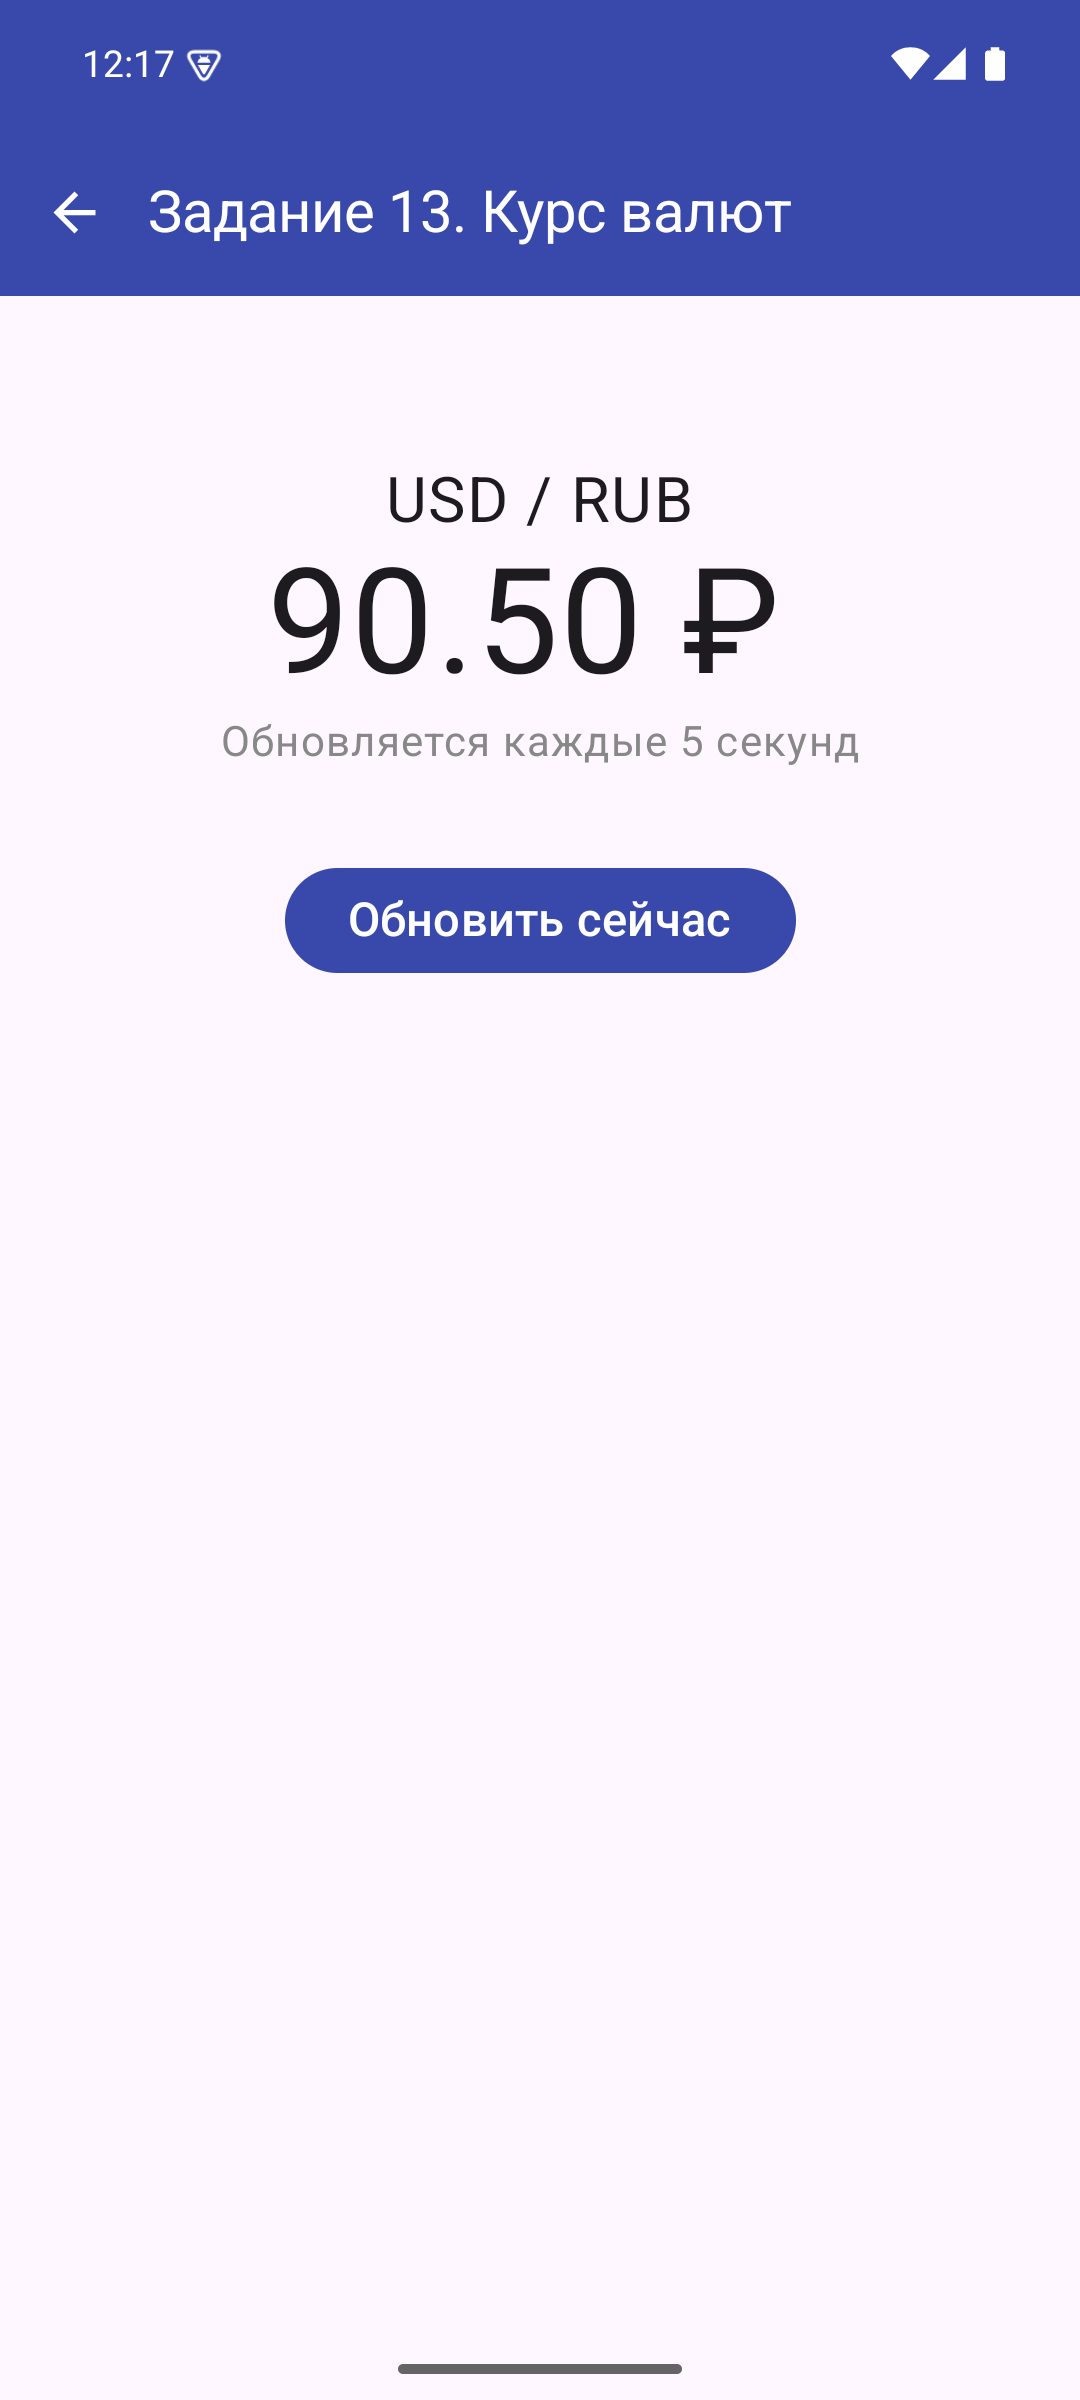 12:17
Задание 13. Курс валют
USD / RUB
90.50 ₽
Обновляется каждые 5 секунд
Обновить сейчас